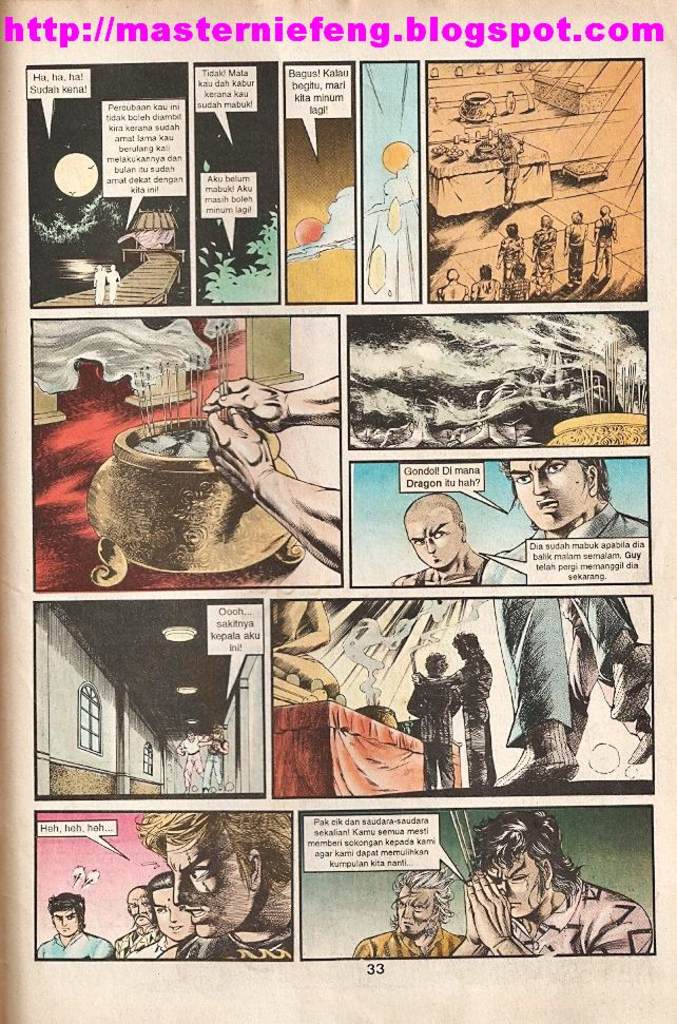 http://masterniefeng.blogspot.com
Ha, ha, ha!
Sudah kena!
Percubaan kau ini
tidak boleh diambil
kira kerana sudah
amat lama kau
berulang kali
melakukannya dan
bulan itu sudah
amat dekat dengan
kita ini!
Tidak! Mata
kau dah kabur
kerana kau
sudah mabuk!
Aku belum
mabuk! Aku
masih boleh
minum lagi!
Bagus! Kalau
begitu, mari
kita minum
lagi!
Gondol! Di mana
Dragon itu hah?
Dia sudah mabuk apabila dia
balik malam semalam. Guy
telah pergi memanggil dia
sekarang.
Oooh...
sakitnya
kepala aku
ini!
Heh, heh, heh...
Pak cik dan saudara-saudara
sekalian! Kamu semua mesti
memberi sokongan kepada kami
agar kami dapat memulihkan
kumpulan kita nanti...
33